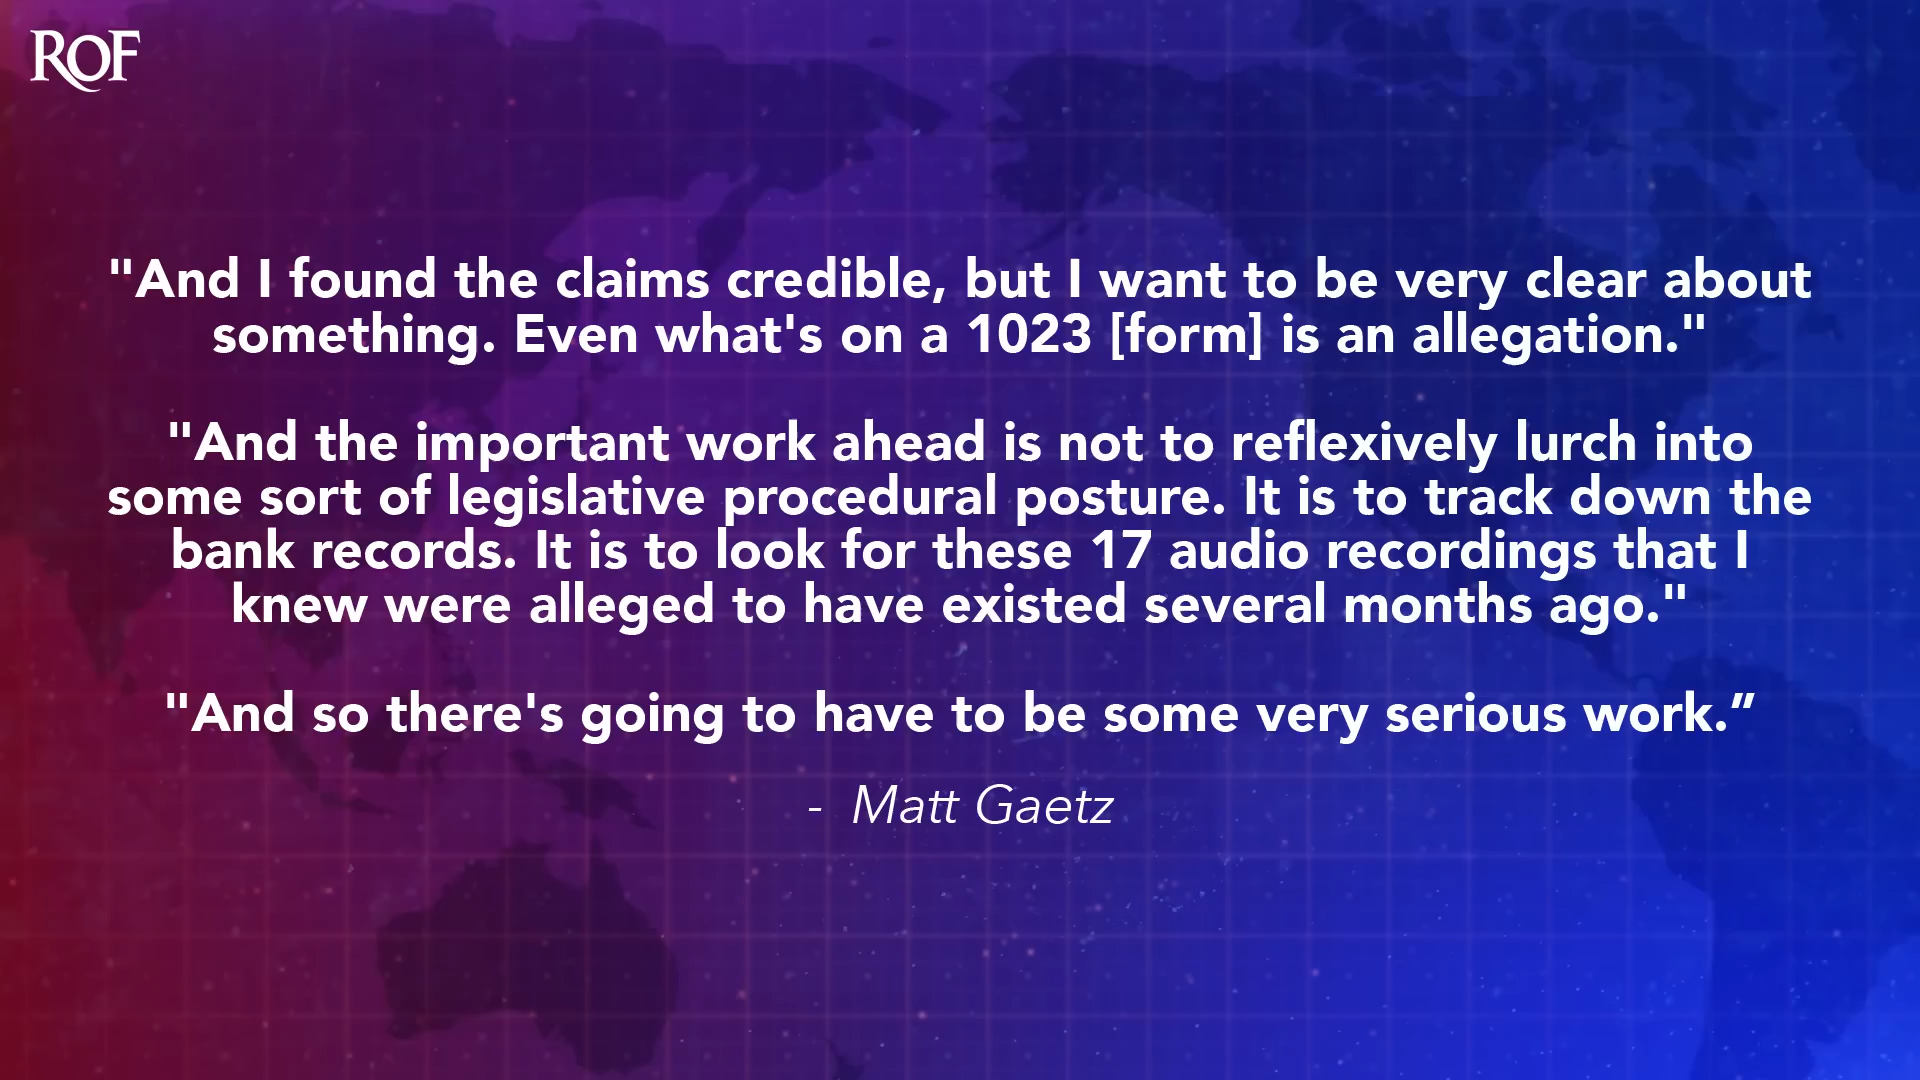 ROF
"And I found the claims credible, but I want to be very clear about
something. Even what's on a 1023 [form] is an allegation."
"And the important work ahead is not to reflexively lurch into
some sort of legislative procedural posture. It is to track down the
bank records. It is to look for these 17 audio recordings that I
knew were alleged to have existed several months ago."
"And so there's going to have to be some very serious work.”
- Matt Gaetz